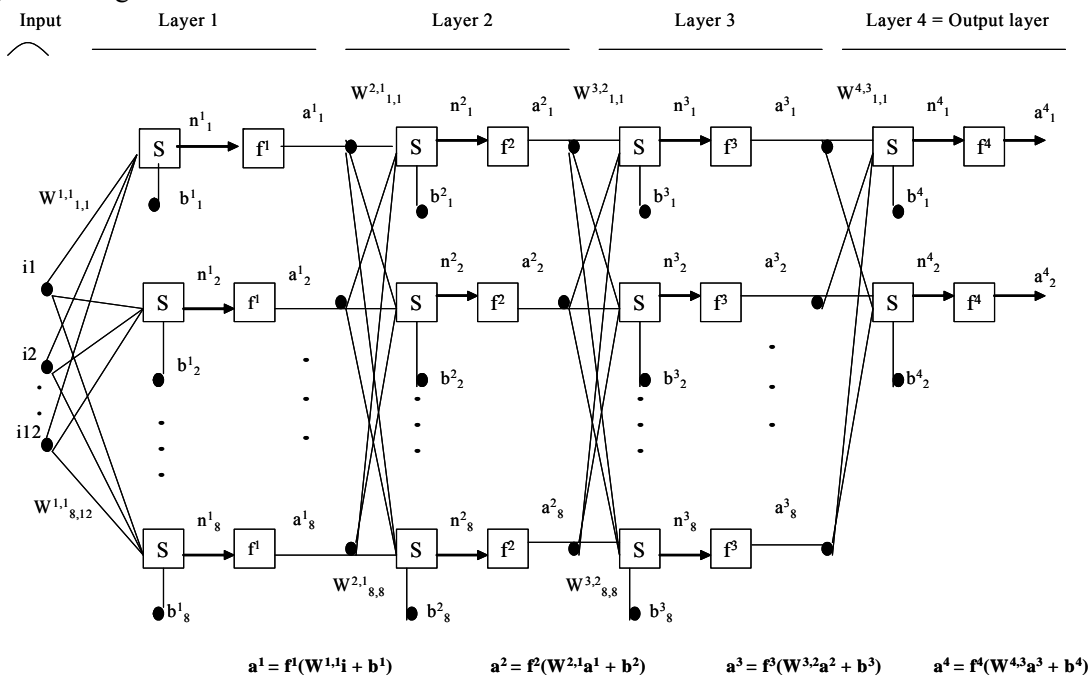 Input Layer 1 Layer 2 Layer 3 Layer 4 = Output layer
W²,¹₁,₁ W³,²₁,₁ W⁴,³₁,₁
n¹₁ a¹₁ n²₁ a²₁ n³₁ a³₁ n⁴₁ a⁴₁
S f¹ S f² S f³ S f⁴
W¹,¹₁,₁ b¹₁ b²₁ b³₁ b⁴₁
i1 n¹₂ a¹₂ n²₂ a²₂ n³₂ a³₂ n⁴₂ a⁴₂
S f¹ S f² S f³ S f⁴
i2 b¹₂ b²₂ b³₂ b⁴₂
i12
W¹,¹₈,₁₂ n¹₈ a¹₈ n²₈ a²₈ n³₈ a³₈
S f¹ S f² S f³
W²,¹₈,₈ W³,²₈,₈
b¹₈ b²₈ b³₈
a¹ = f¹(W¹,¹i + b¹) a² = f²(W²,¹a¹ + b²) a³ = f³(W³,²a² + b³) a⁴ = f⁴(W⁴,³a³ + b⁴)